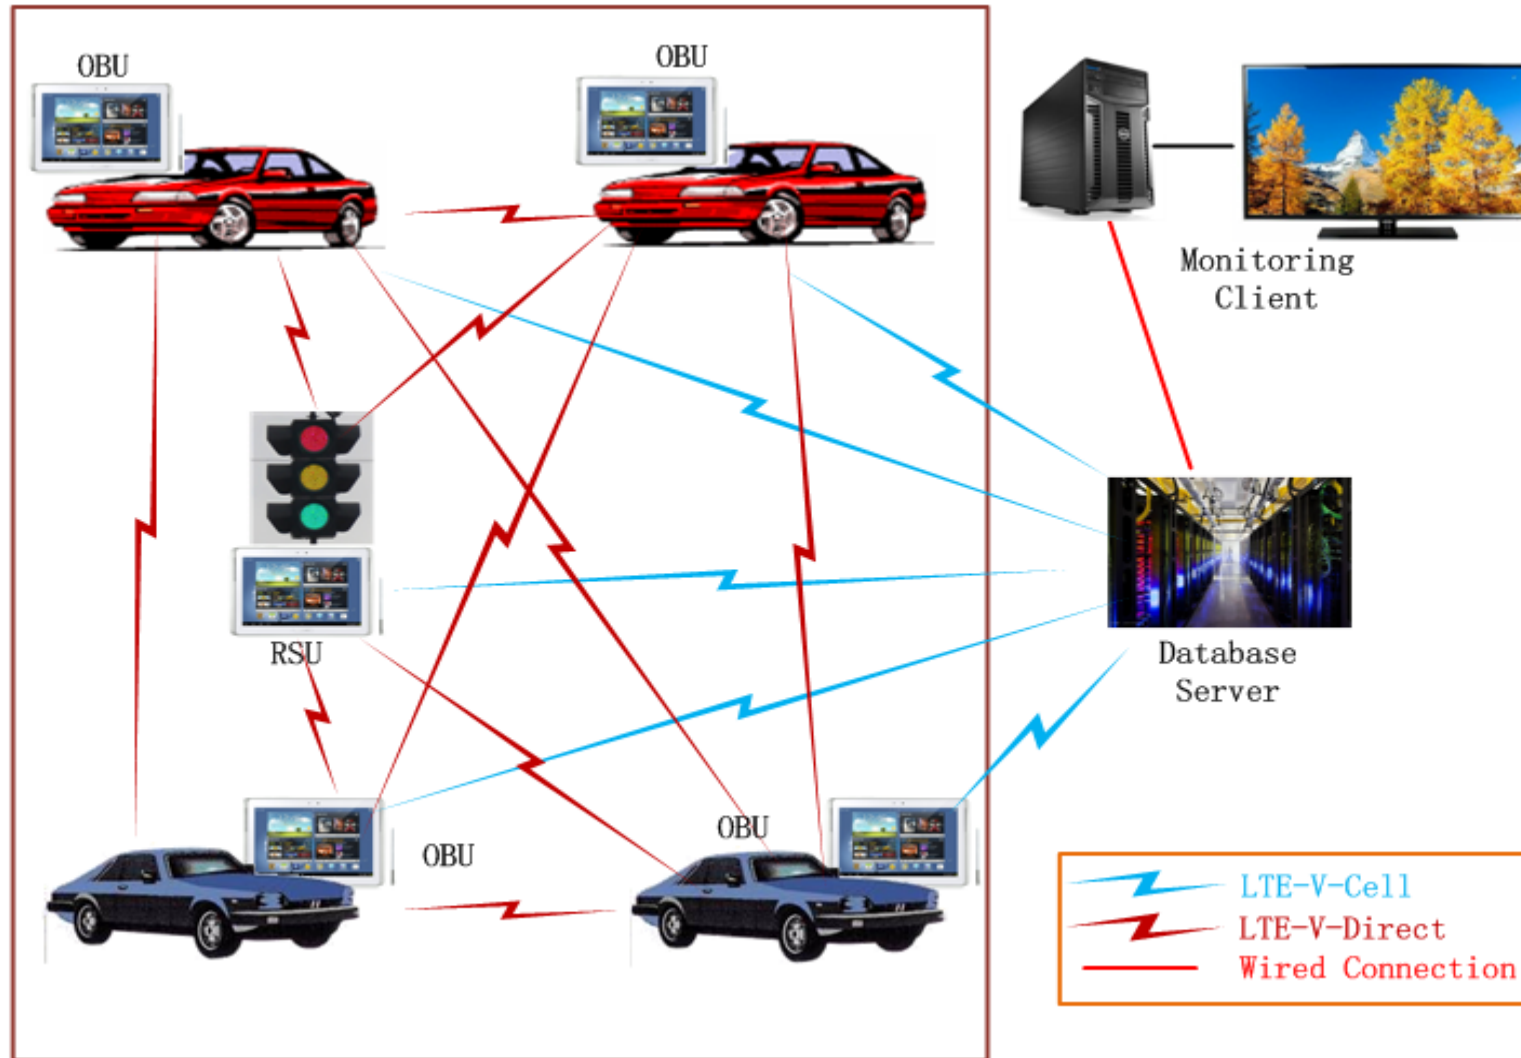 OBU
OBU
Monitoring
Client
RSU
Database
Server
OBU
OBU
LTE-V-Cell
LTE-V-Direct
Wired Connection